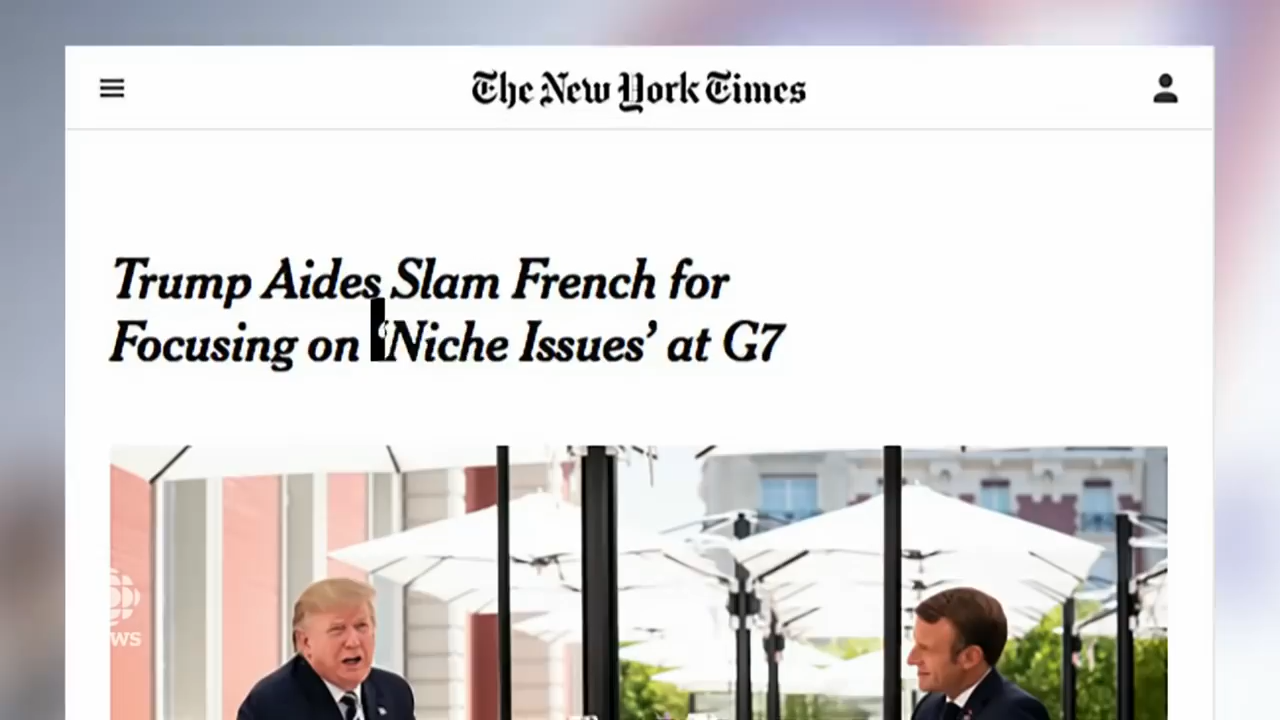 The New York Times
Trump Aides Slam French for
Focusing on ‘Niche Issues’ at G7